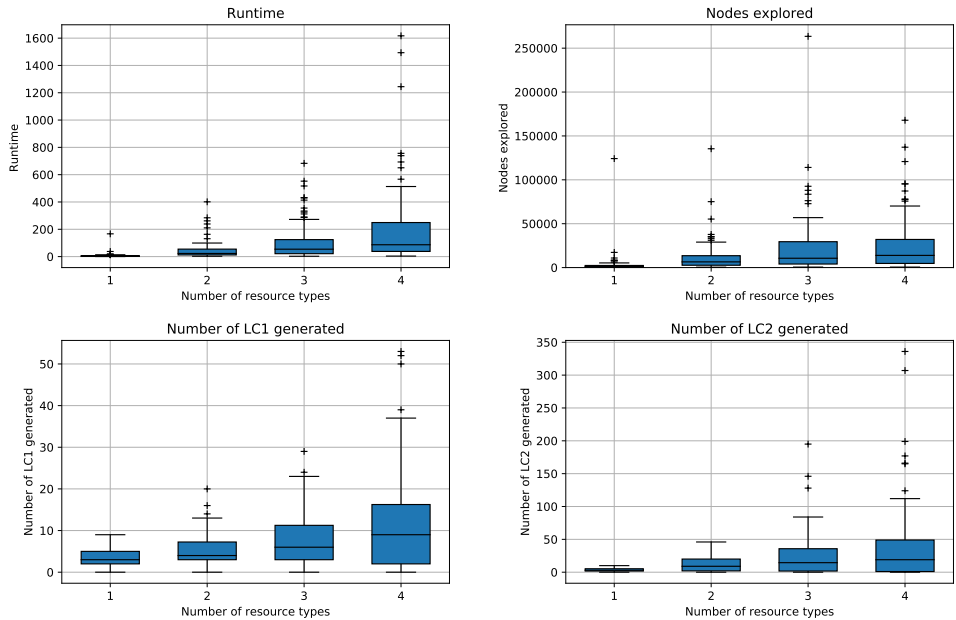 Runtime
Runtime
1600
1400
1200
1000
800
600
400
200
0
1 2 3 4
Number of resource types
Nodes explored
Nodes explored
250000
200000
150000
100000
50000
0
1 2 3 4
Number of resource types
Number of LC1 generated
Number of LC1 generated
50
40
30
20
10
0
1 2 3 4
Number of resource types
Number of LC2 generated
Number of LC2 generated
350
300
250
200
150
100
50
0
1 2 3 4
Number of resource types